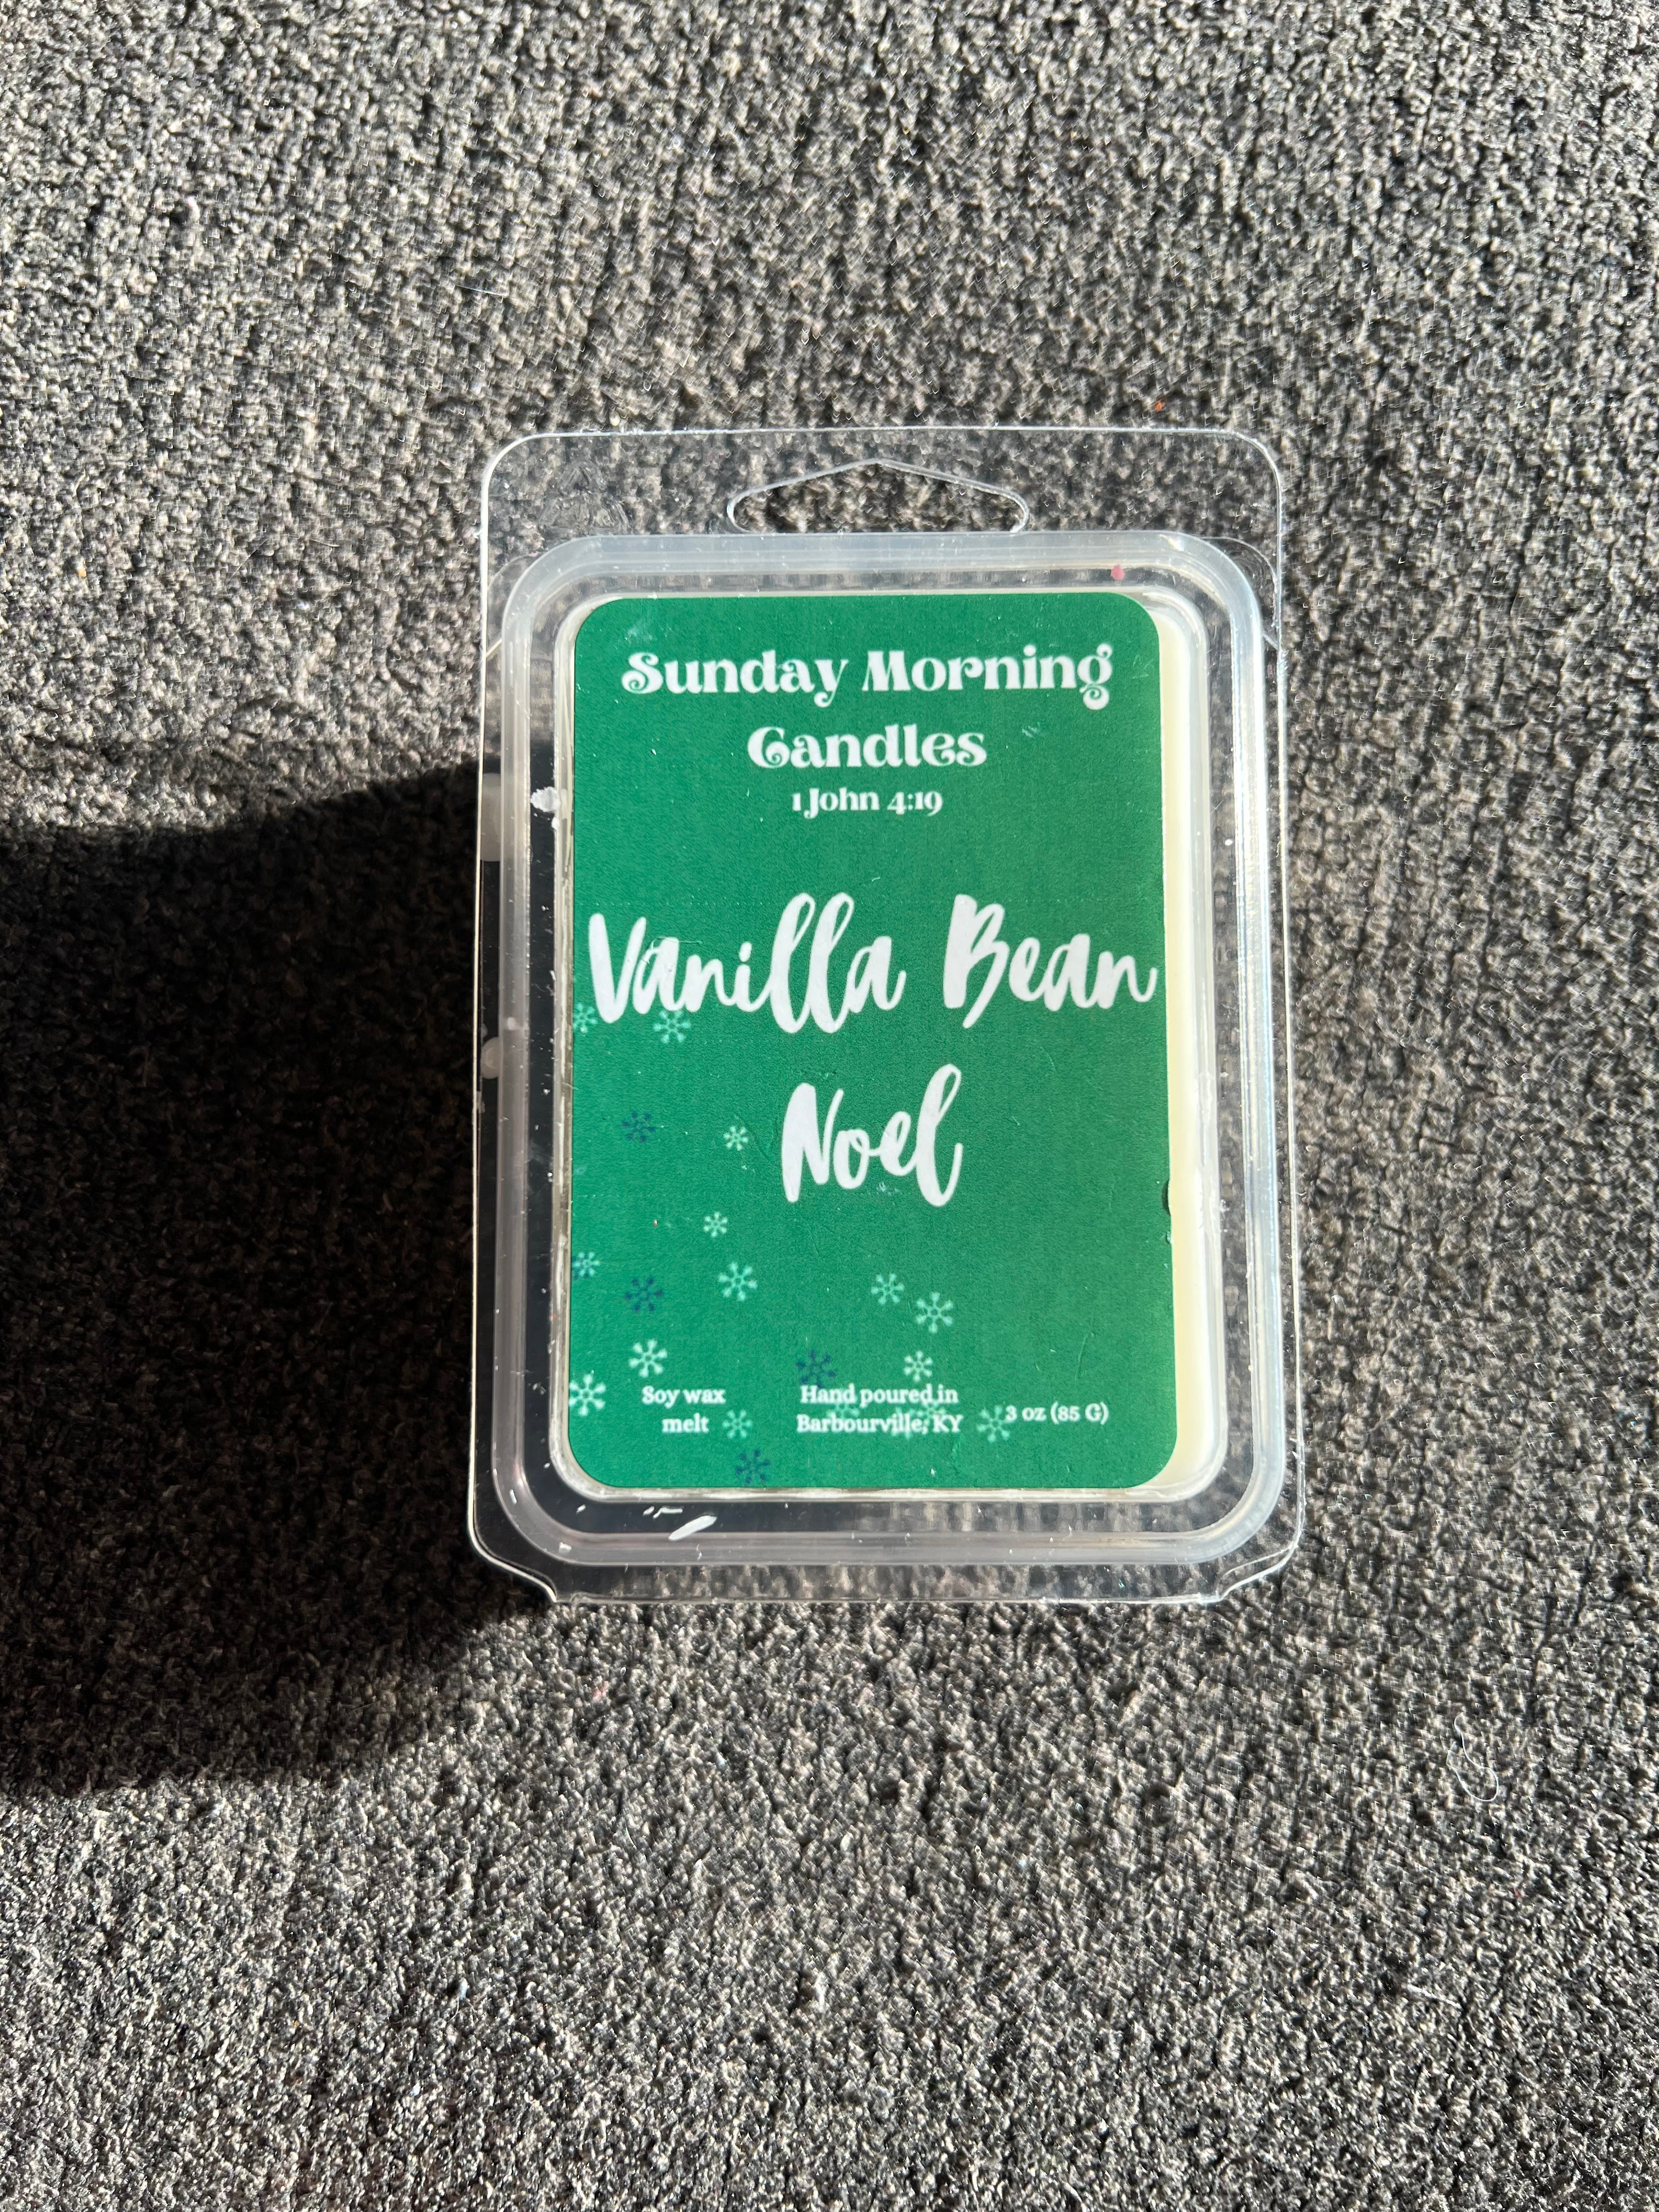 Sunday Morning
Candles
1 John 4:19
Vanilla Bean
Noel
Soy wax
melt
Hand poured in
Barbourville, KY
3 oz (85 G)